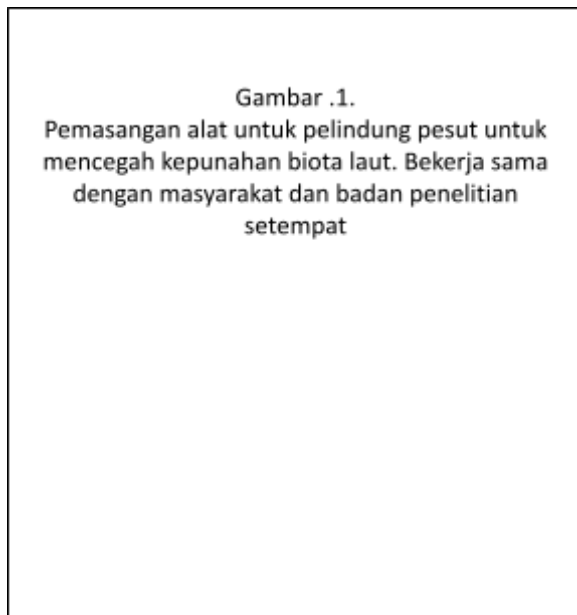 Gambar .1.
Pemasangan alat untuk pelindung pesut untuk
mencegah kepunahan biota laut. Bekerja sama
dengan masyarakat dan badan penelitian
setempat